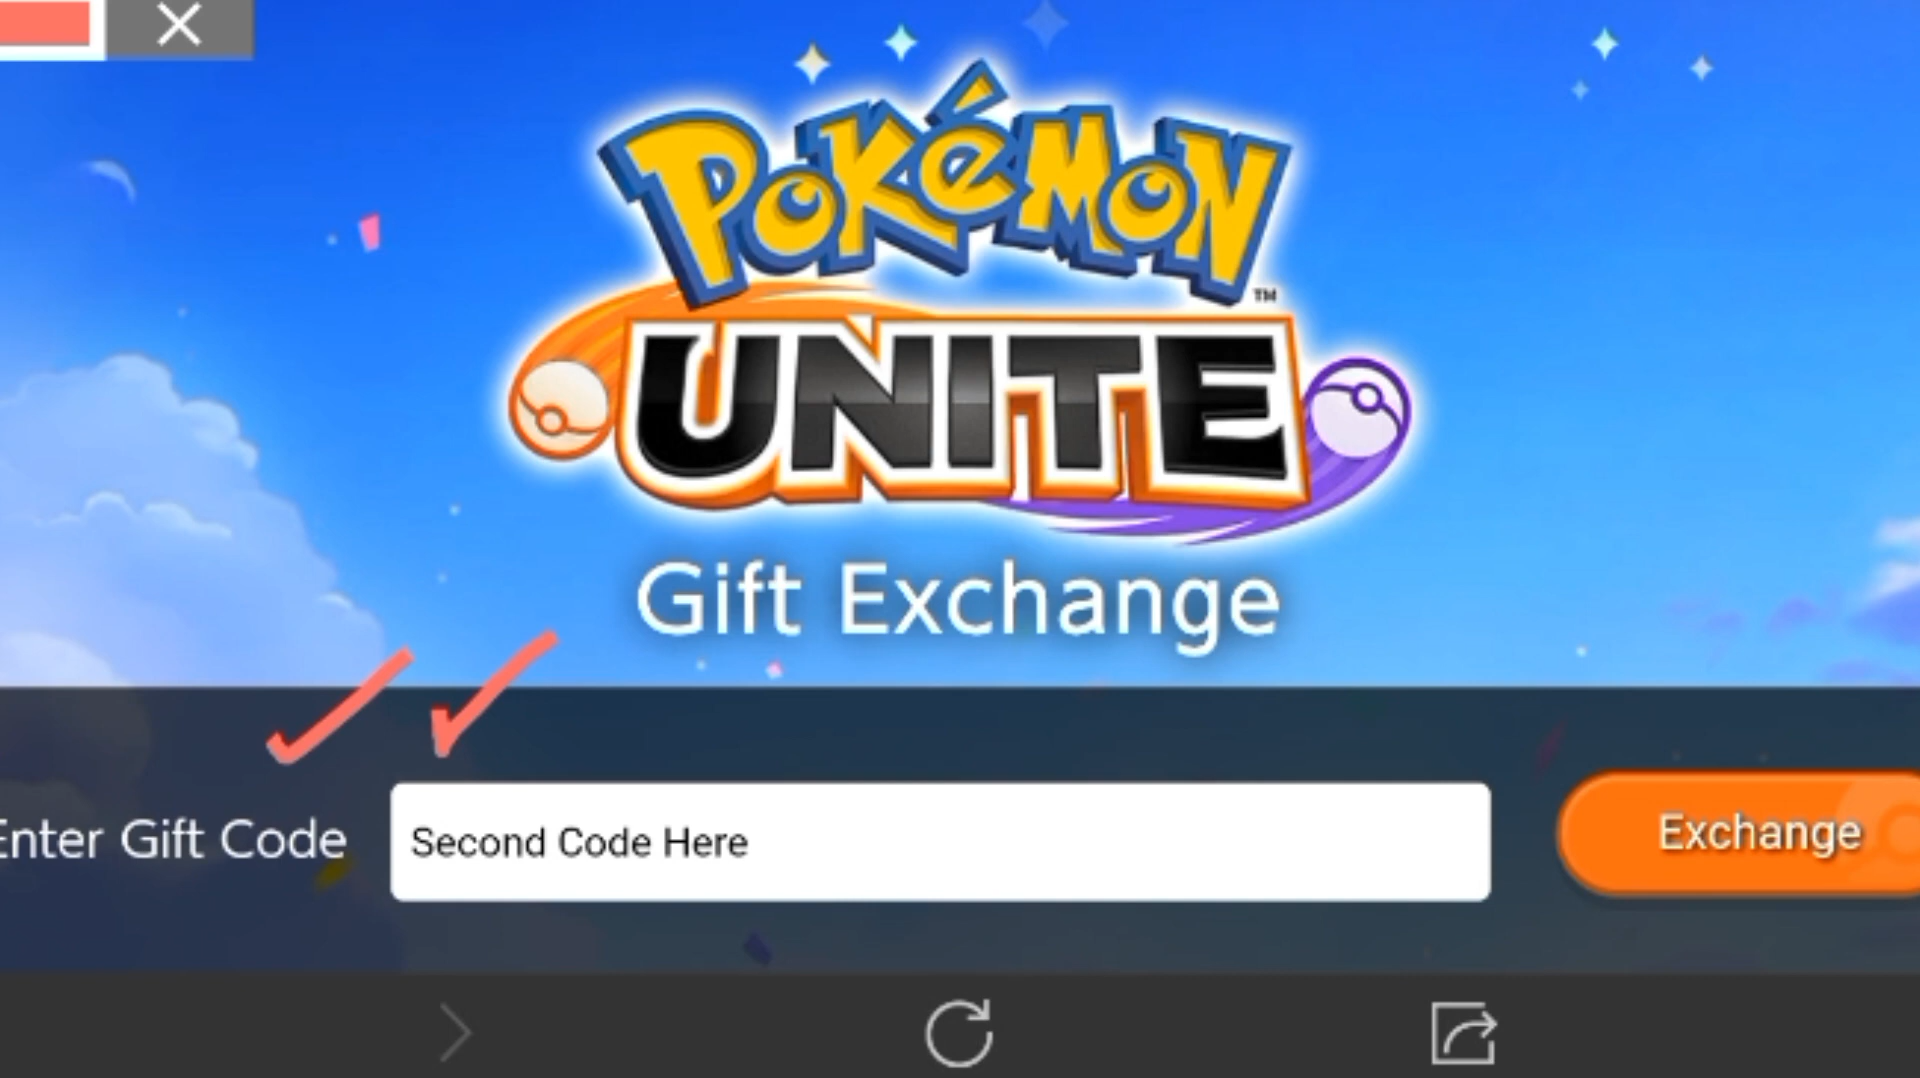 POKéMON
TM
UNITE
Gift Exchange
Enter Gift Code
Second Code Here
Exchange